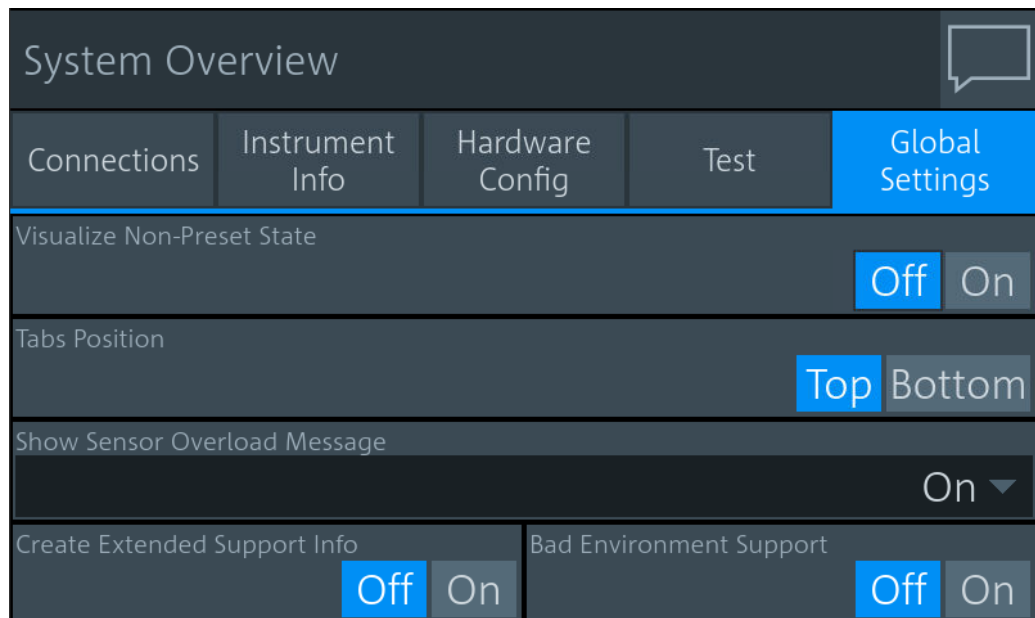 System Overview
Connections
Instrument
Info
Hardware
Config
Test
Global
Settings
Visualize Non-Preset State
Off On
Tabs Position
Top Bottom
Show Sensor Overload Message
On
Create Extended Support Info
Off On
Bad Environment Support
Off On